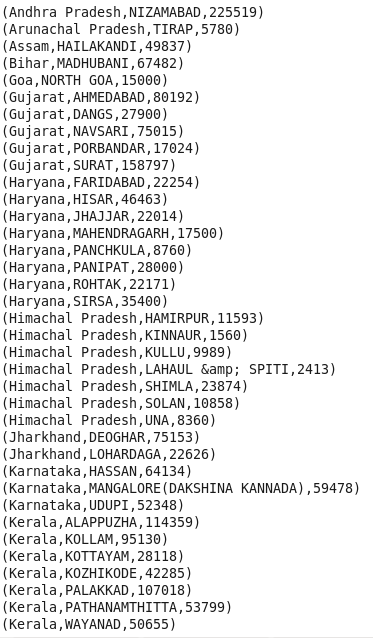 (Andhra Pradesh,NIZAMABAD,225519)
(Arunachal Pradesh,TIRAP,5780)
(Assam,HAILAKANDI,49837)
(Bihar,MADHUBANI,67482)
(Goa,NORTH GOA,15000)
(Gujarat,AHMEDABAD,80192)
(Gujarat,DANGS,27900)
(Gujarat,NAVSARI,75015)
(Gujarat,PORBANDAR,17024)
(Gujarat,SURAT,158797)
(Haryana,FARIDABAD,22254)
(Haryana,HISAR,46463)
(Haryana,JHAJJAR,22014)
(Haryana,MAHENDRAGARH,17500)
(Haryana,PANCHKULA,8760)
(Haryana,PANIPAT,28000)
(Haryana,ROHTAK,22171)
(Haryana,SIRSA,35400)
(Himachal Pradesh,HAMIRPUR,11593)
(Himachal Pradesh,KINNAUR,1560)
(Himachal Pradesh,KULLU,9989)
(Himachal Pradesh,LAHAUL &amp; SPITI,2413)
(Himachal Pradesh,SHIMLA,23874)
(Himachal Pradesh,SOLAN,10858)
(Himachal Pradesh,UNA,8360)
(Jharkhand,DEOGHAR,75153)
(Jharkhand,LOHARDAGA,22626)
(Karnataka,HASSAN,64134)
(Karnataka,MANGALORE(DAKSHINA KANNADA),59478)
(Karnataka,UDUPI,52348)
(Kerala,ALAPPUZHA,114359)
(Kerala,KOLLAM,95130)
(Kerala,KOTTAYAM,28118)
(Kerala,KOZHIKODE,42285)
(Kerala,PALAKKAD,107018)
(Kerala,PATHANAMTHITTA,53799)
(Kerala,WAYANAD,50655)